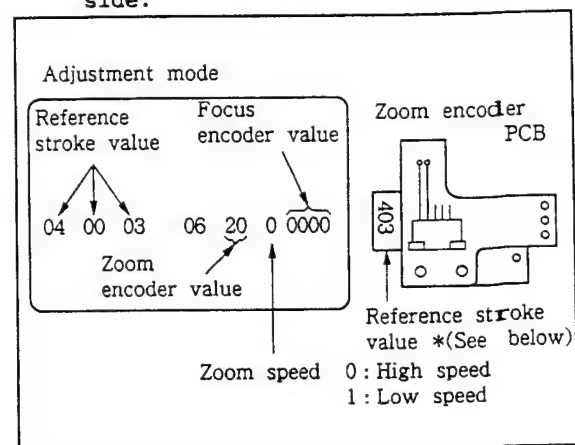 side.
Adjustment mode
Reference
stroke value
Focus
encoder value
Zoom encoder
PCB
04 00 03 06 20 0 0000
403
Zoom
encoder value
Reference stroke
value *(See below)
Zoom speed 0 : High speed
1 : Low speed